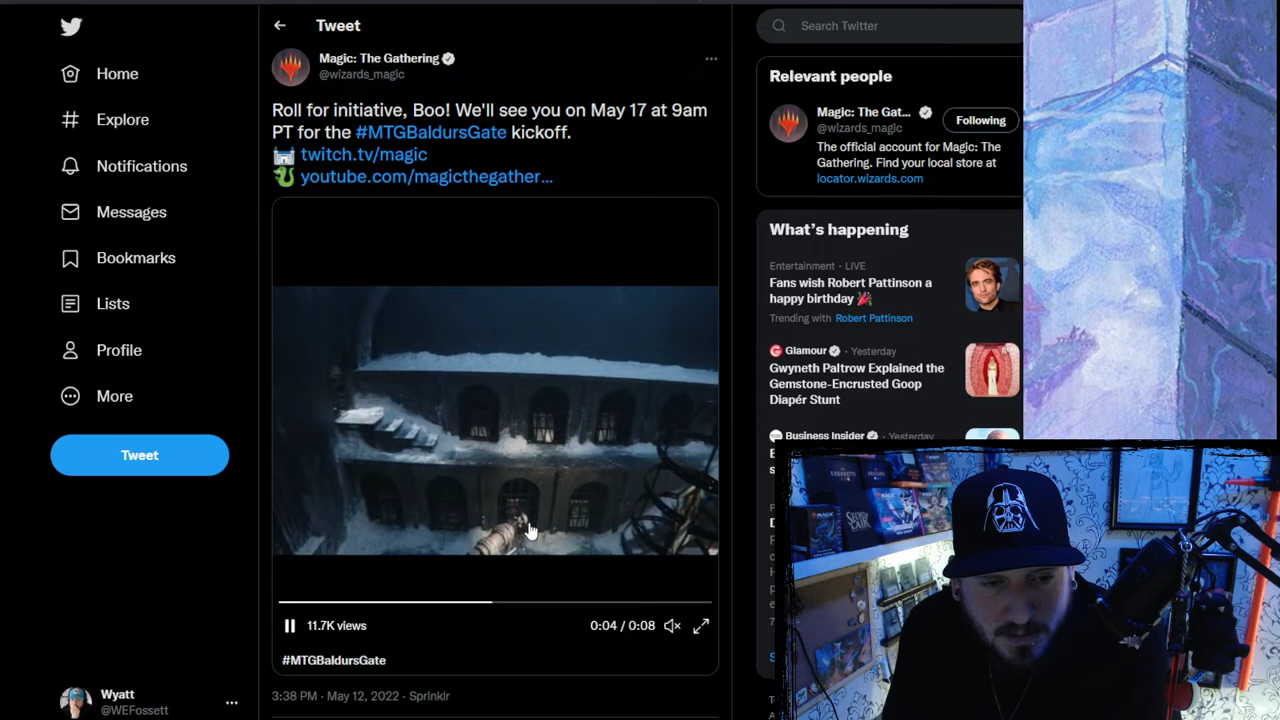 Tweet
Magic: The Gathering
@wizards_magic
Roll for initiative, Boo! We'll see you on May 17 at 9am
PT for the #MTGBaldursGate kickoff.
twitch.tv/magic
youtube.com/magicthegather…
11.7K views
0:04 / 0:08
#MTGBaldursGate
3:38 PM · May 12, 2022 · Sprinklr
Home
Explore
Notifications
Messages
Bookmarks
Lists
Profile
More
Tweet
Wyatt
@WEFossett
Search Twitter
Relevant people
Magic: The Gat...
@wizards_magic
Following
The official account for Magic: The
Gathering. Find your local store at
locator.wizards.com
What's happening
Entertainment · LIVE
Fans wish Robert Pattinson a
happy birthday
Trending with Robert Pattinson
Glamour · Yesterday
Gwyneth Paltrow Explained the
Gemstone-Encrusted Goop
Diapér Stunt
Business Insider · Yesterday
SECRET
LAIR